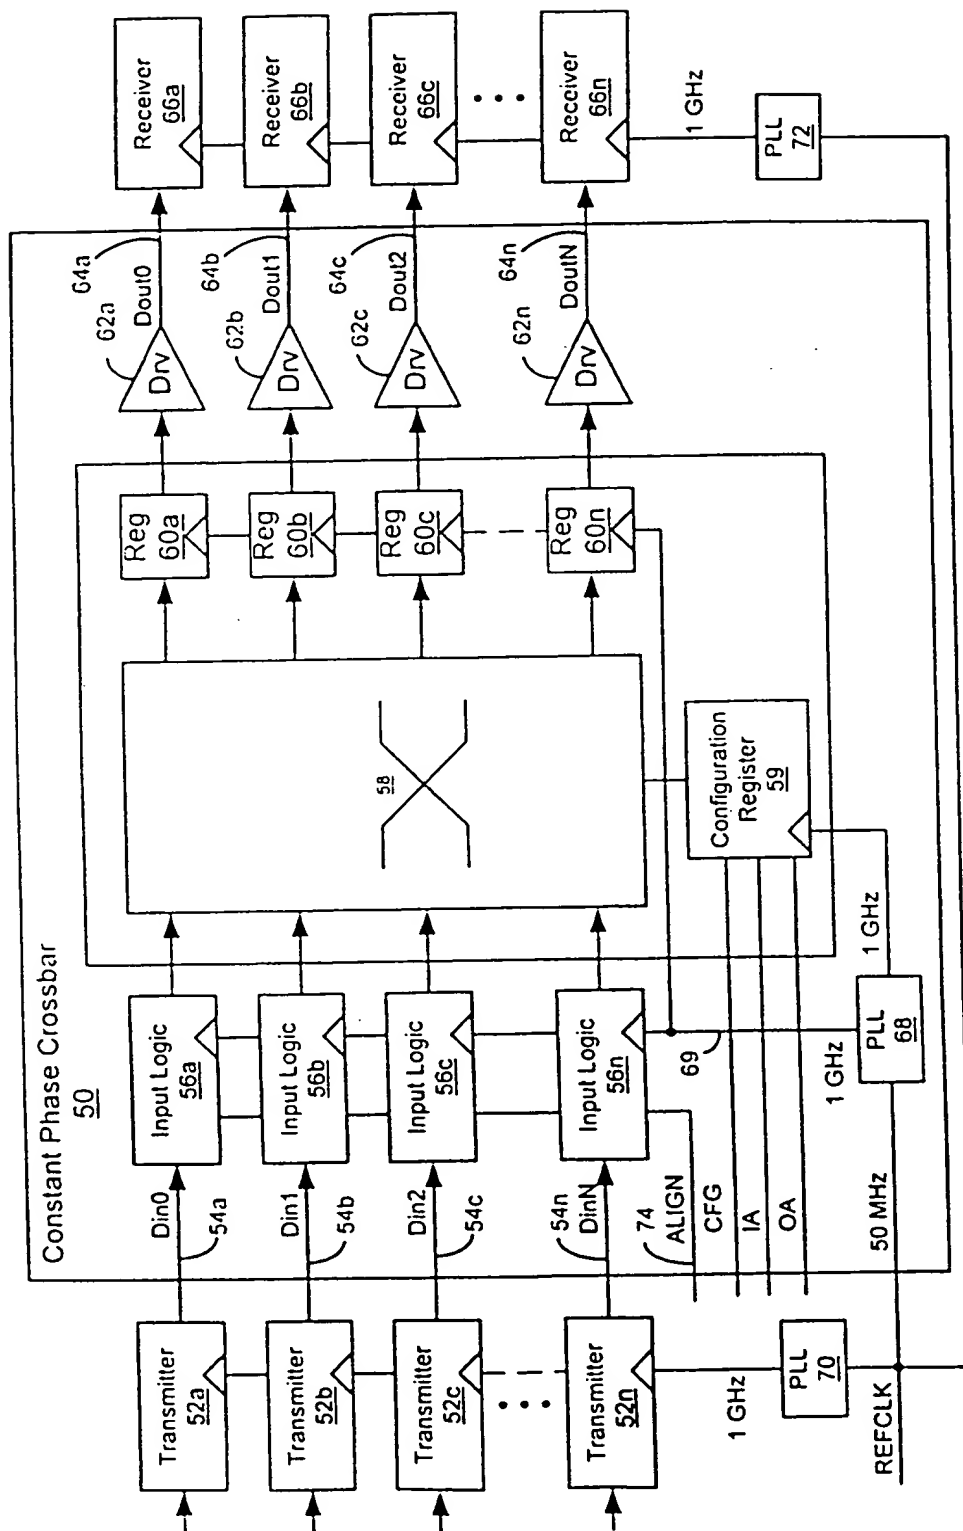 Constant Phase Crossbar
50
Transmitter
52a
Transmitter
52b
Transmitter
52c
Transmitter
52n
Din0
54a
Din1
54b
Din2
54c
54n
DinN
74
ALIGN
CFG
IA
OA
50 MHz
REFCLK
1 GHz
PLL
70
Input Logic
56a
Input Logic
56b
Input Logic
56c
Input Logic
56n
69
1 GHz
PLL
68
1 GHz
58
Configuration
Register
59
Reg
60a
Reg
60b
Reg
60c
Reg
60n
Drv
62a
Drv
62b
Drv
62c
Drv
62n
Dout0
64a
Dout1
64b
Dout2
64c
DoutN
64n
Receiver
66a
Receiver
66b
Receiver
66c
Receiver
66n
1 GHz
PLL
72